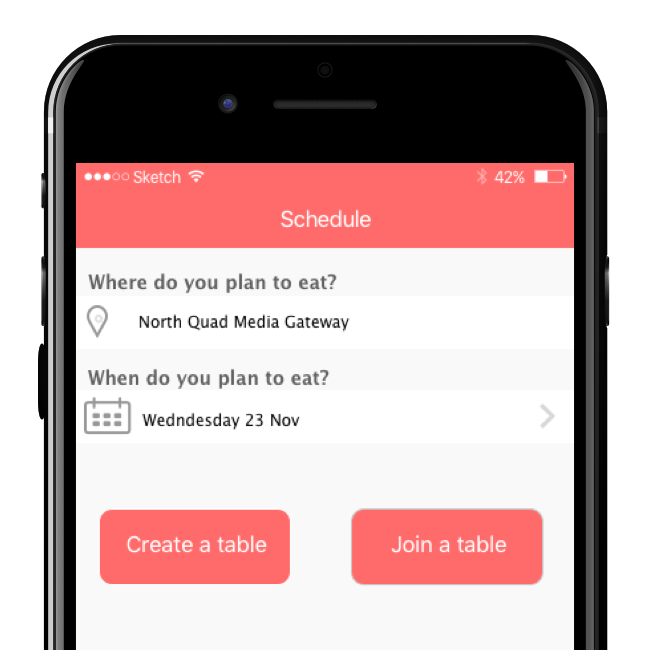 Sketch 42%
Schedule
Where do you plan to eat?
North Quad Media Gateway
When do you plan to eat?
Wedndesday 23 Nov
Create a table Join a table